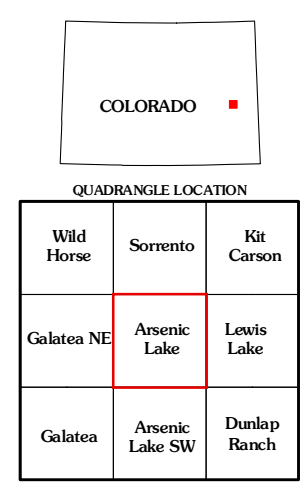 COLORADO
QUADRANGLE LOCATION
Wild
Horse
Sorrento
Kit
Carson
Galatea NE
Arsenic
Lake
Lewis
Lake
Galatea
Arsenic
Lake SW
Dunlap
Ranch